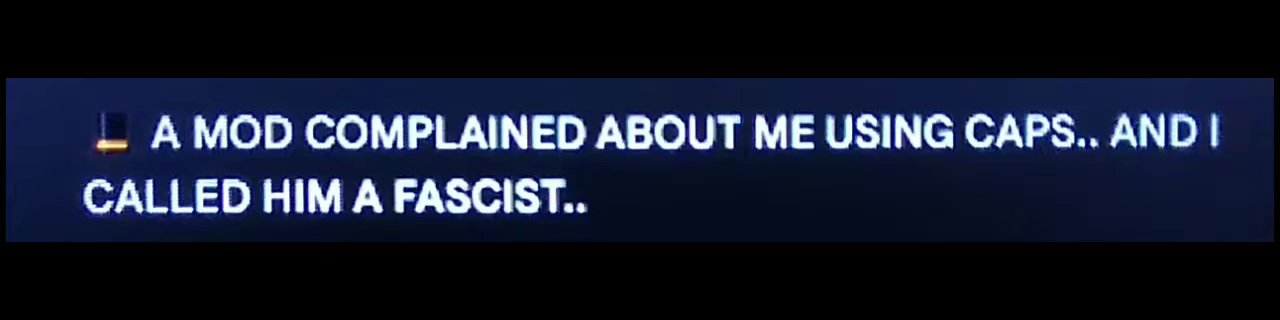 A MOD COMPLAINED ABOUT ME USING CAPS.. AND I
CALLED HIM A FASCIST..